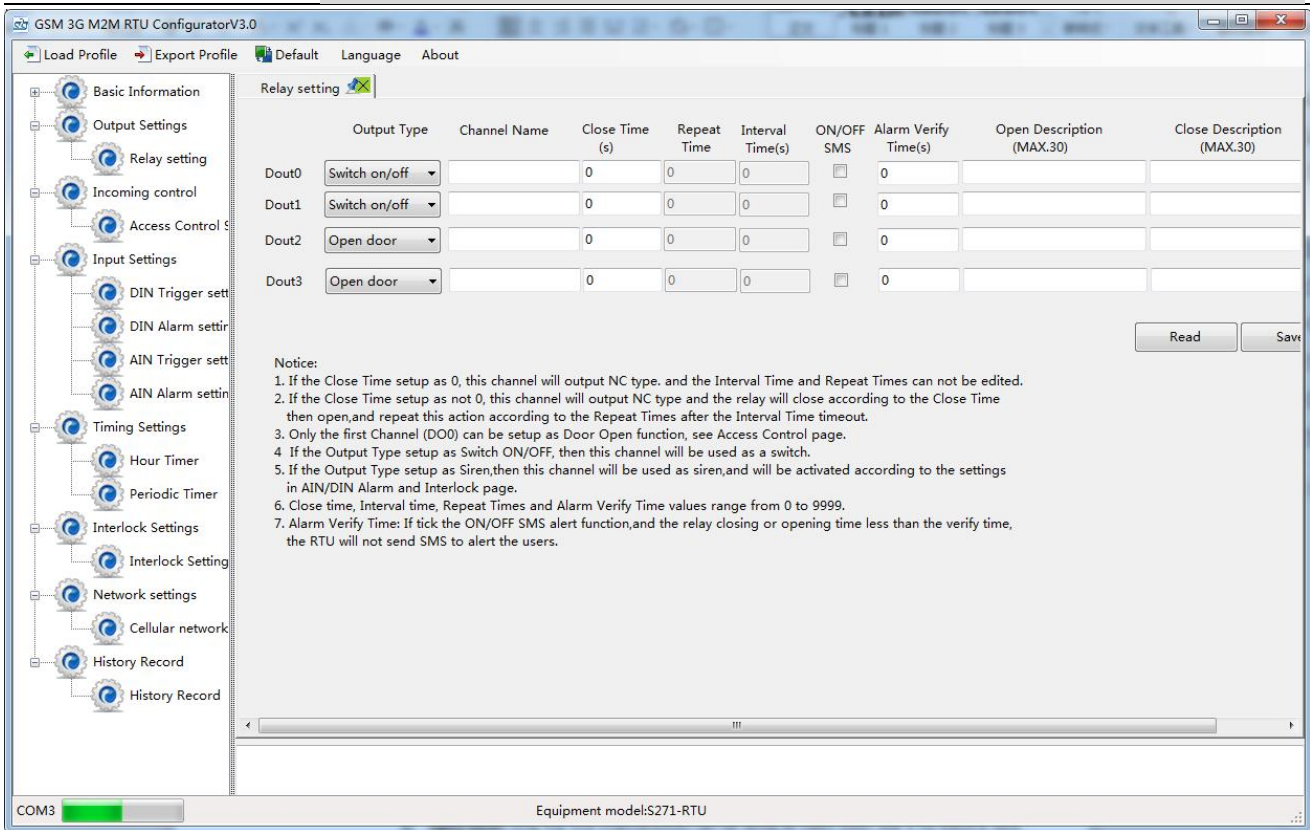 GSM 3G M2M RTU ConfiguratorV3.0
Load Profile Export Profile Default Language About
Basic Information
Output Settings
Relay setting
Incoming control
Access Control S
Input Settings
DIN Trigger sett
DIN Alarm settin
AIN Trigger sett
AIN Alarm settin
Timing Settings
Hour Timer
Periodic Timer
Interlock Settings
Interlock Setting
Network settings
Cellular network
History Record
History Record
Relay setting
Output Type Channel Name Close Time (s) Repeat Time Interval Time(s) ON/OFF SMS Alarm Verify Time(s) Open Description (MAX.30) Close Description (MAX.30)
Dout0 Switch on/off 0 0 0 0
Dout1 Switch on/off 0 0 0 0
Dout2 Open door 0 0 0 0
Dout3 Open door 0 0 0 0
Read Save
Notice:
1. If the Close Time setup as 0, this channel will output NC type. and the Interval Time and Repeat Times can not be edited.
2. If the Close Time setup as not 0, this channel will output NC type and the relay will close according to the Close Time
then open,and repeat this action according to the Repeat Times after the Interval Time timeout.
3. Only the first Channel (DO0) can be setup as Door Open function, see Access Control page.
4 If the Output Type setup as Switch ON/OFF, then this channel will be used as a switch.
5. If the Output Type setup as Siren,then this channel will be used as siren,and will be activated according to the settings
in AIN/DIN Alarm and Interlock page.
6. Close time, Interval time, Repeat Times and Alarm Verify Time values range from 0 to 9999.
7. Alarm Verify Time: If tick the ON/OFF SMS alert function,and the relay closing or opening time less than the verify time,
the RTU will not send SMS to alert the users.
COM3 Equipment model:S271-RTU